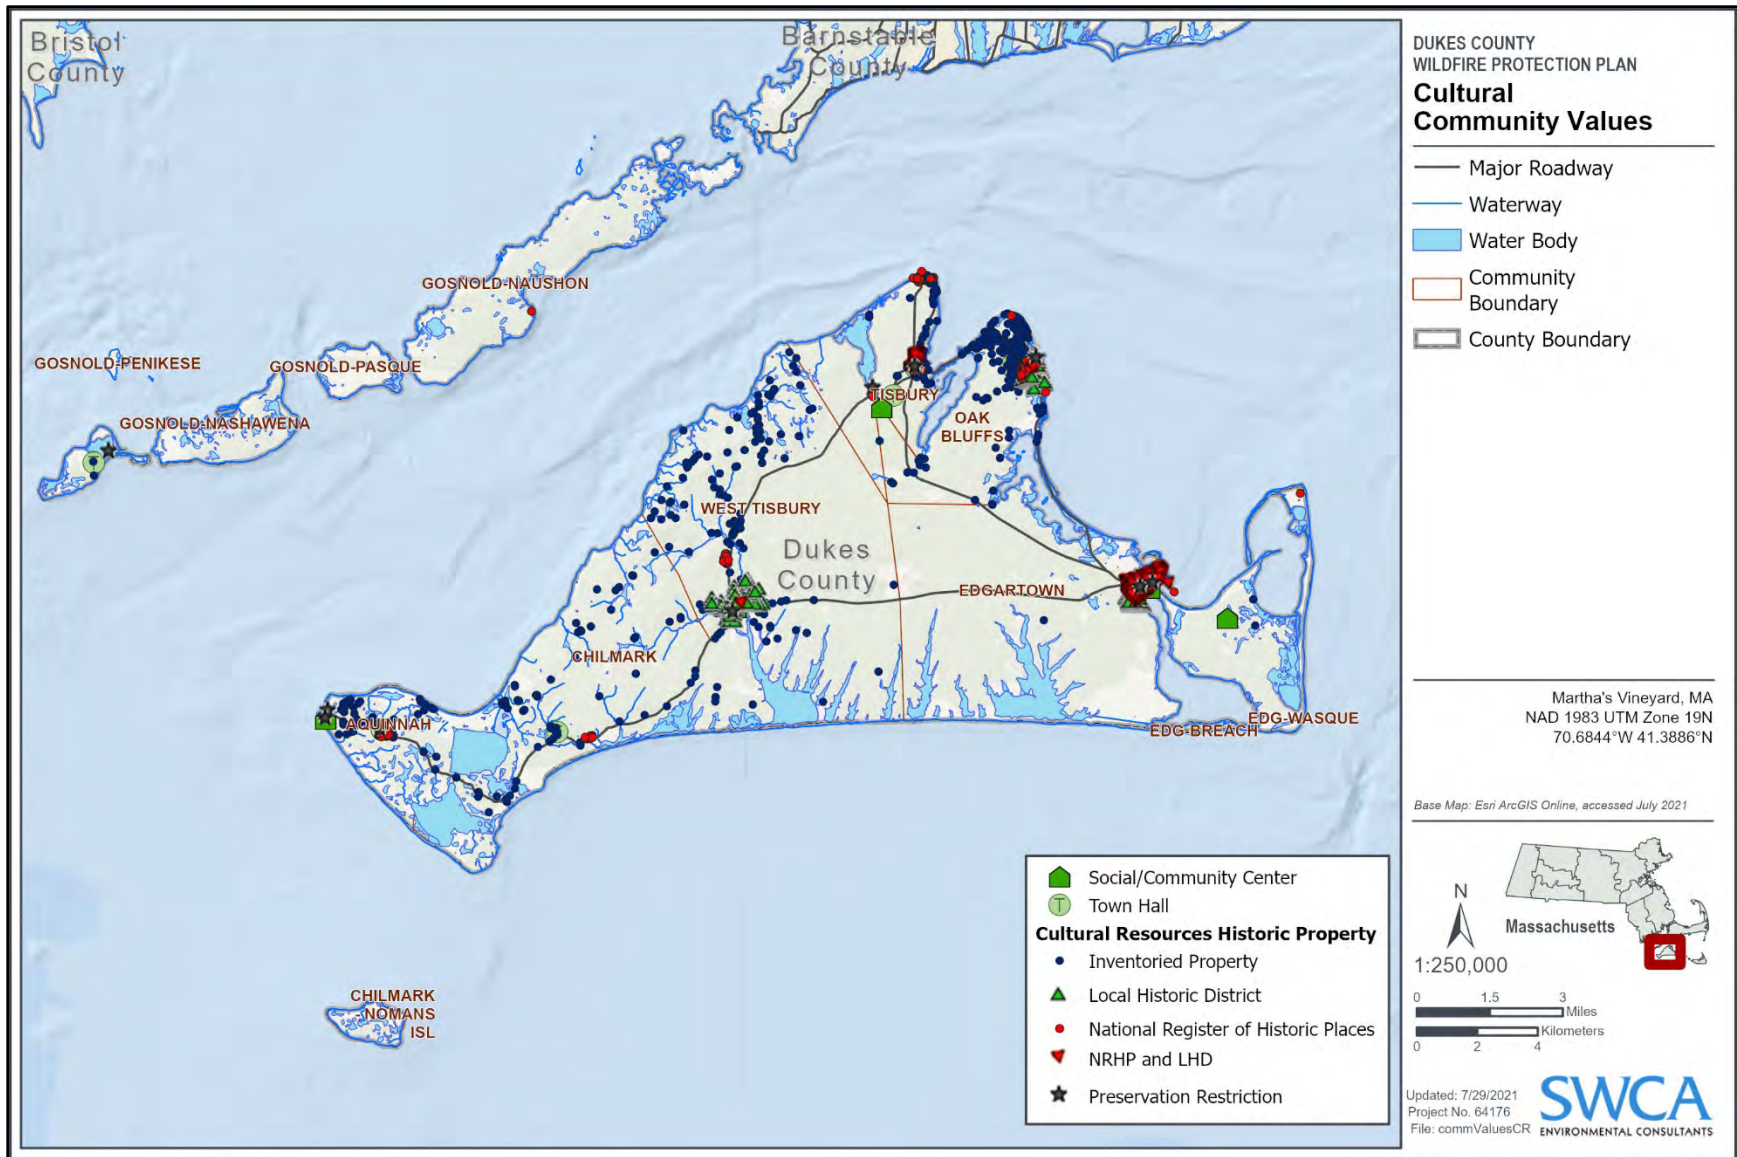 Bristol
County
Barnstable
County
GOSNOLD-NAUSHON
GOSNOLD-PENIKESE
GOSNOLD-PASQUE
GOSNOLD-NASHAWENA
TISBURY
OAK
BLUFFS
WEST TISBURY
Dukes
County
EDGARTOWN
CHILMARK
AQUINNAH
EDG-WASQUE
EDG-BREACH
CHILMARK
- NOMANS
ISL
T
Social/Community Center
T Town Hall
Cultural Resources Historic Property
Inventoried Property
Local Historic District
National Register of Historic Places
NRHP and LHD
Preservation Restriction
DUKES COUNTY
WILDFIRE PROTECTION PLAN
Cultural
Community Values
Major Roadway
Waterway
Water Body
Community
Boundary
County Boundary
Martha's Vineyard, MA
NAD 1983 UTM Zone 19N
70.6844°W 41.3886°N
Base Map: Esri ArcGIS Online, accessed July 2021
N
Massachusetts
1:250,000
0 1.5 3
Miles
Kilometers
0 2 4
Updated: 7/29/2021
Project No. 64176
File: commValuesCR
SWCA
ENVIRONMENTAL CONSULTANTS